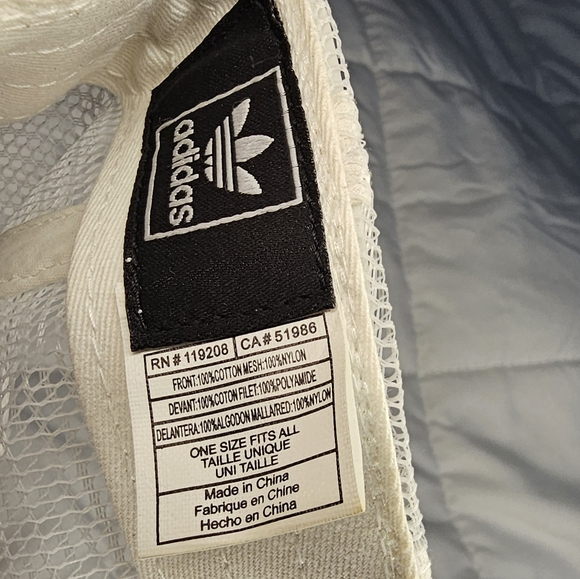 adidas
RN# 119208 CA# 51986
FRONT:100%COTTON MESH:100%NYLON
DEVANT:100%COTON FILET:100%POLYAMIDE
DELANTERA:100%ALGODON MALLA/RED:100%NYLON
ONE SIZE FITS ALL
TAILLE UNIQUE
UNI TAILLE
Made in China
Fabrique en Chine
Hecho en China